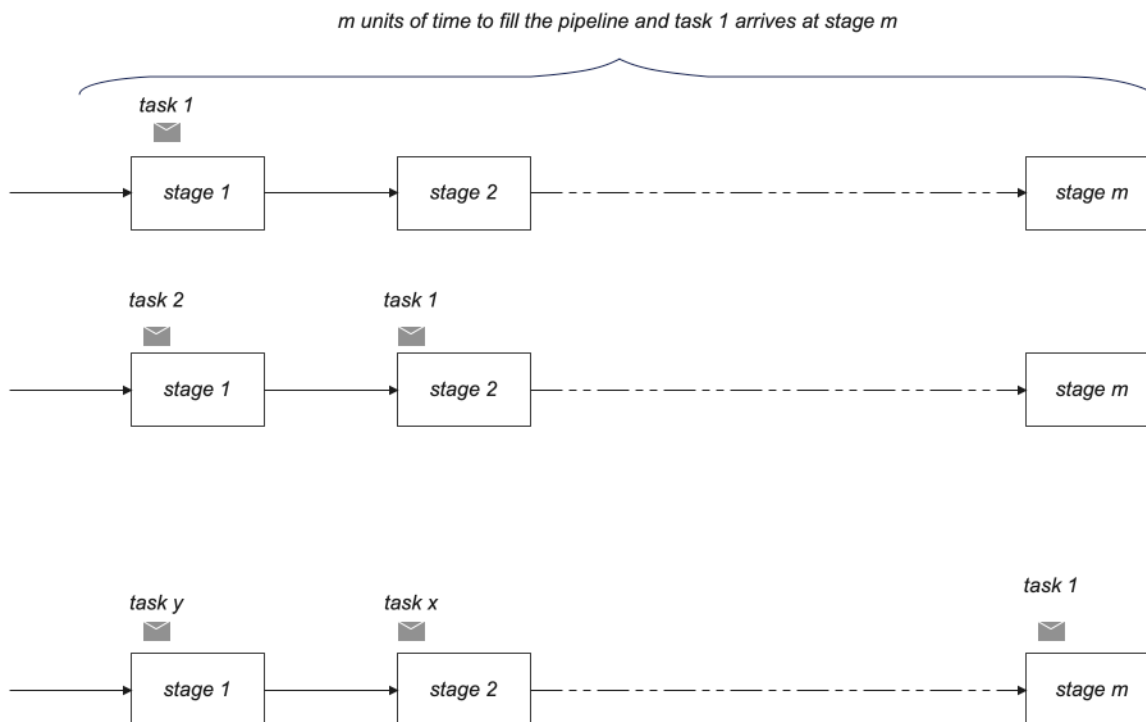 m units of time to fill the pipeline and task 1 arrives at stage m
task 1
stage 1
stage 2
stage m
task 2
task 1
stage 1
stage 2
stage m
task y
task x
task 1
stage 1
stage 2
stage m